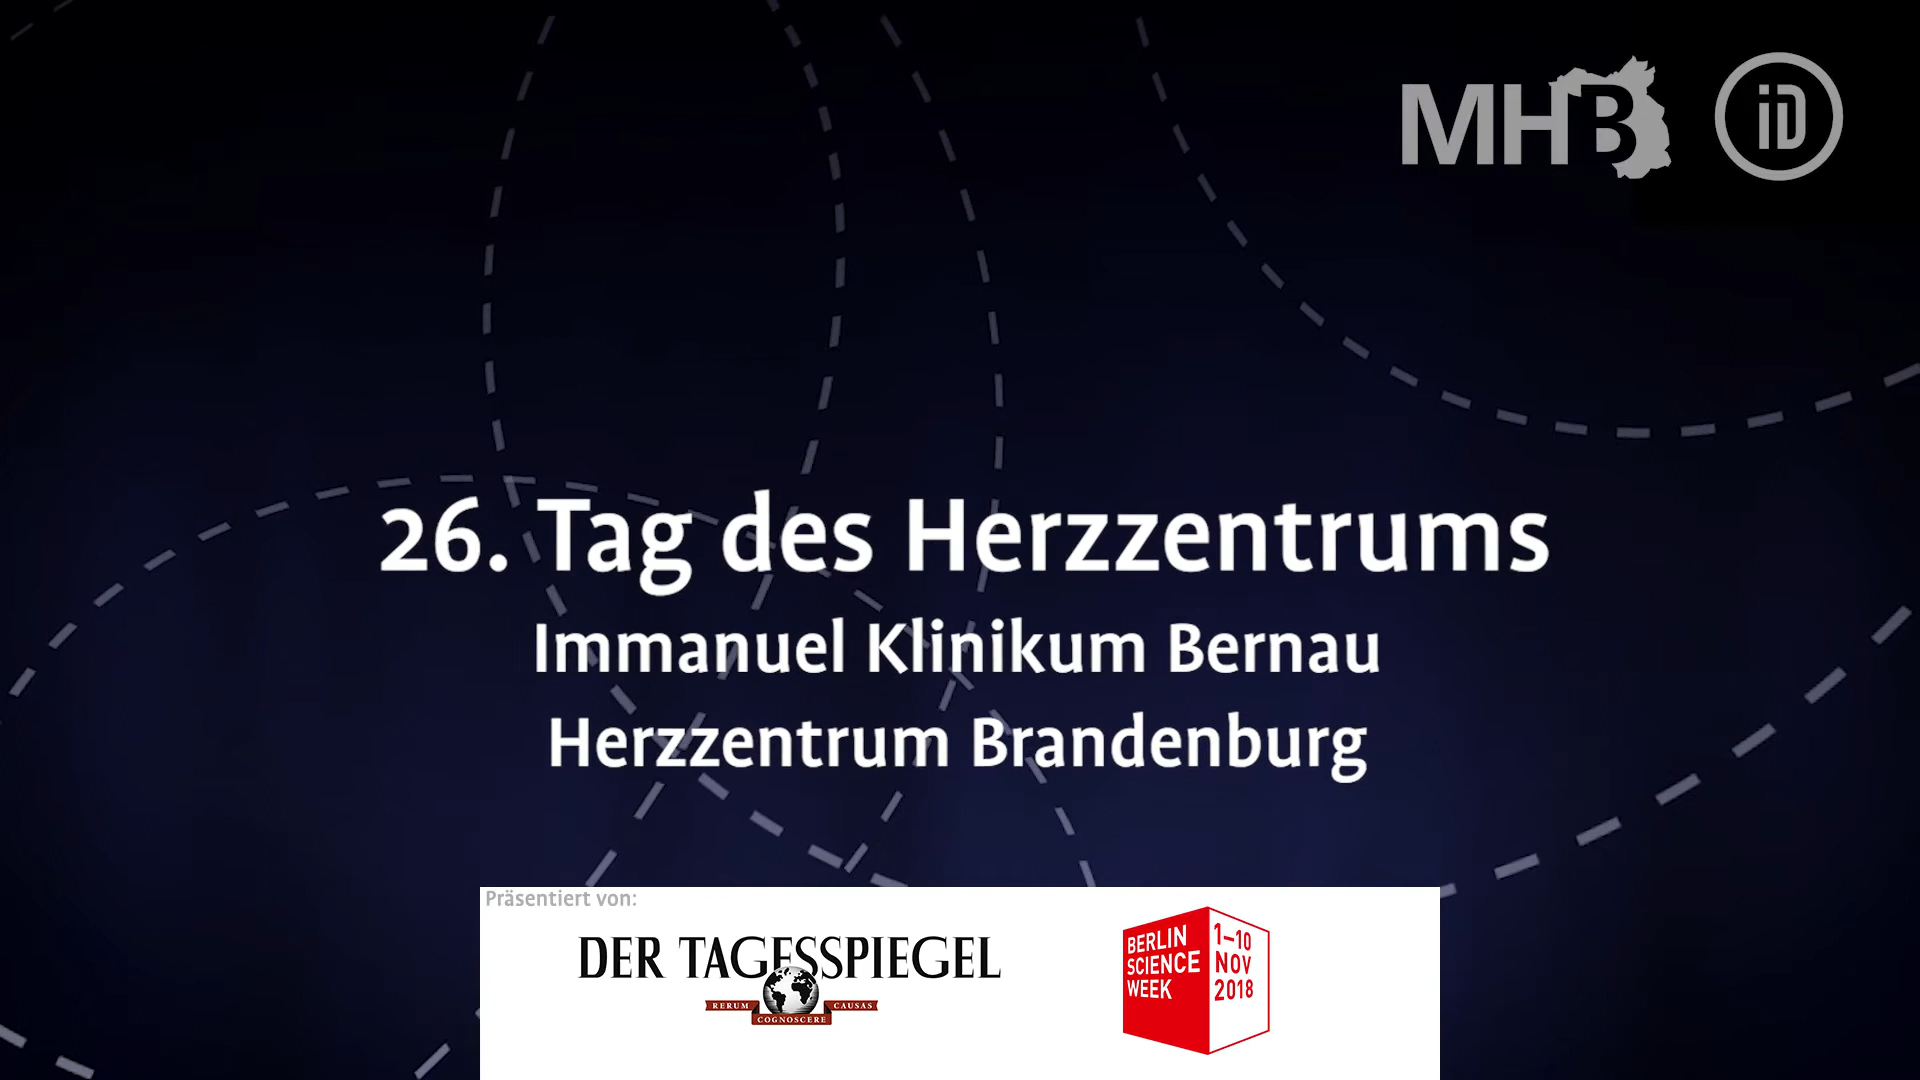 MHB iD
26. Tag des Herzzentrums
Immanuel Klinikum Bernau
Herzzentrum Brandenburg
Präsentiert von:
DER TAGESSPIEGEL
RERUM CAUSAS
COGNOSCERE
BERLIN
SCIENCE
WEEK
1–10
NOV
2018